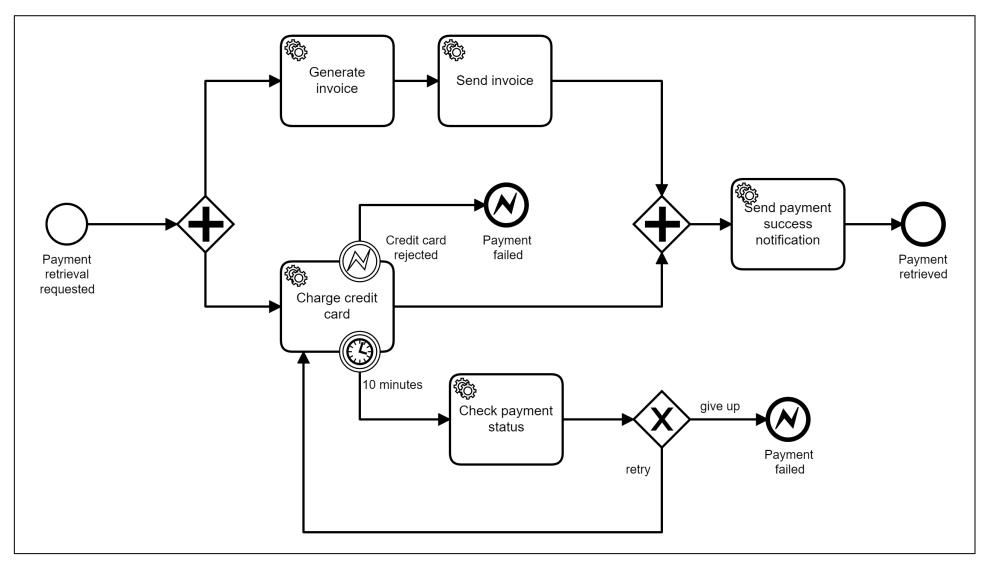 Generate
invoice
Send invoice
Payment
retrieval
requested
Credit card
rejected
Payment
failed
Send payment
success
notification
Payment
retrieved
Charge credit
card
10 minutes
Check payment
status
give up
Payment
failed
retry